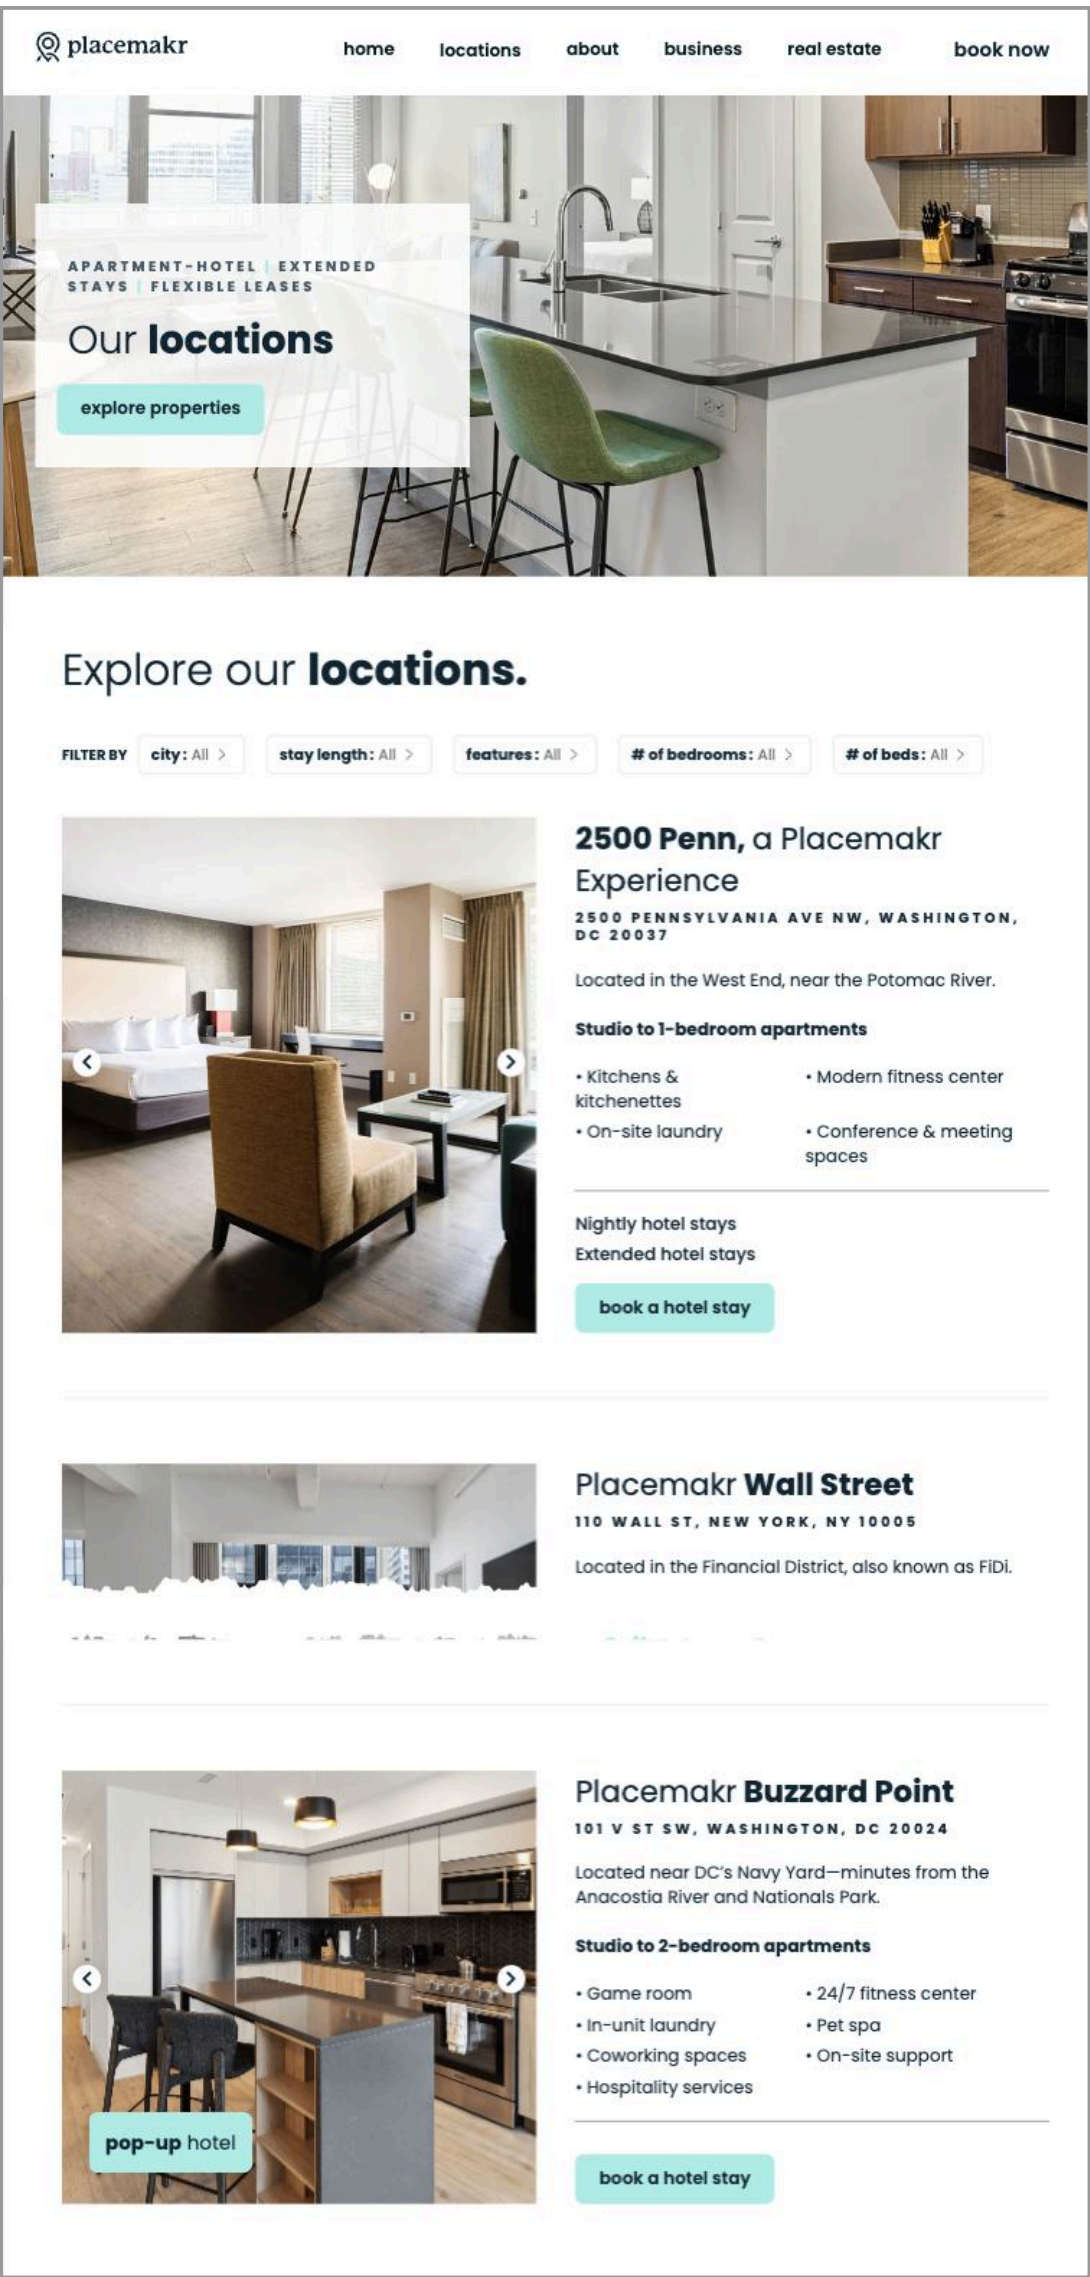 placemakr
home locations about business real estate book now
APARTMENT-HOTEL | EXTENDED
STAYS | FLEXIBLE LEASES
Our locations
explore properties
Explore our locations.
FILTER BY city: All > stay length: All > features: All > # of bedrooms: All > # of beds: All >
2500 Penn, a Placemakr
Experience
2500 PENNSYLVANIA AVE NW, WASHINGTON,
DC 20037
Located in the West End, near the Potomac River.
Studio to 1-bedroom apartments
• Kitchens &
kitchenettes
• Modern fitness center
• On-site laundry
• Conference & meeting
spaces
Nightly hotel stays
Extended hotel stays
book a hotel stay
Placemakr Wall Street
110 WALL ST, NEW YORK, NY 10005
Located in the Financial District, also known as FiDi.
Placemakr Buzzard Point
101 V ST SW, WASHINGTON, DC 20024
Located near DC's Navy Yard—minutes from the
Anacostia River and Nationals Park.
Studio to 2-bedroom apartments
• Game room • 24/7 fitness center
• In-unit laundry • Pet spa
• Coworking spaces • On-site support
• Hospitality services
pop-up hotel
book a hotel stay